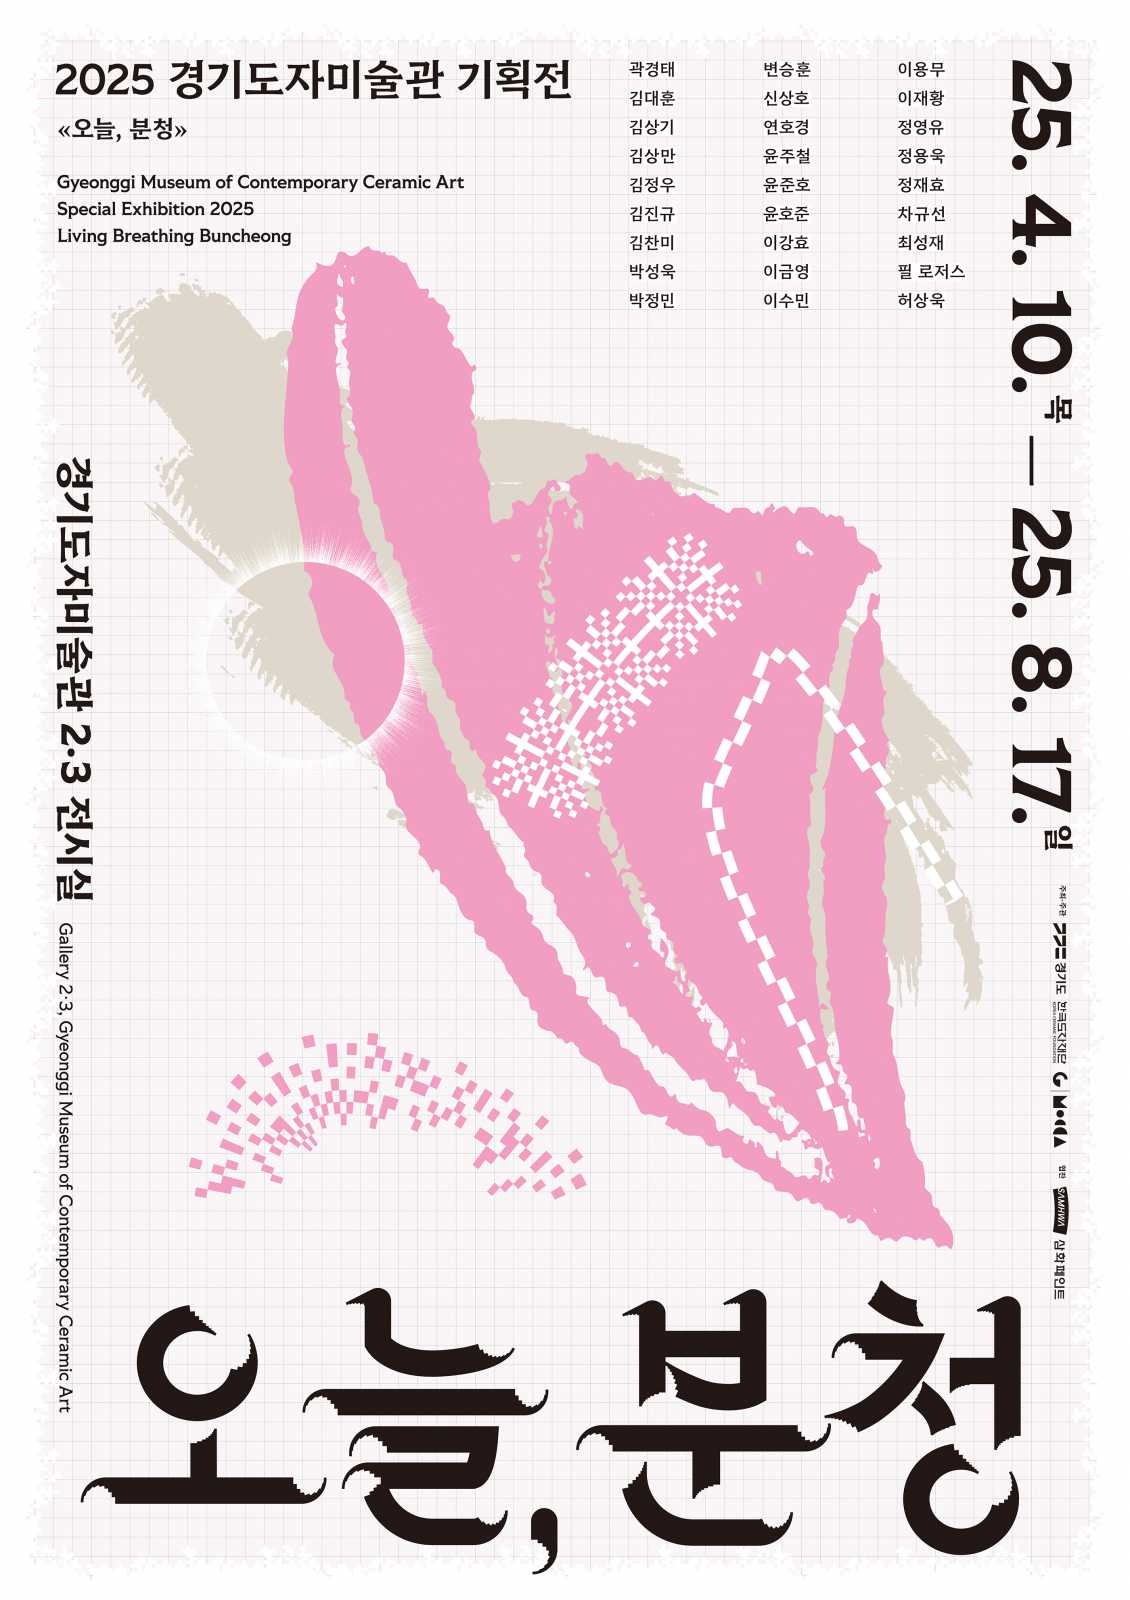 2025 경기도자미술관 기획전
«오늘, 분청»
Gyeonggi Museum of Contemporary Ceramic Art
Special Exhibition 2025
Living Breathing Buncheong
곽경태
김대훈
김상기
김상만
김정우
김진규
김찬미
박성욱
박정민
변승훈
신상호
연호경
윤주철
윤준호
윤호준
이강효
이금영
이수민
이용무
이재황
정영유
정용욱
정재효
차규선
최성재
필 로저스
허상욱
25. 4. 10. 목 — 25. 8. 17. 일
주최·주관
경기도
한국도자재단
협찬
SAMHWA
삼화페인트
경기도자미술관 2·3 전시실
Gallery 2·3, Gyeonggi Museum of Contemporary Ceramic Art
오늘, 분청